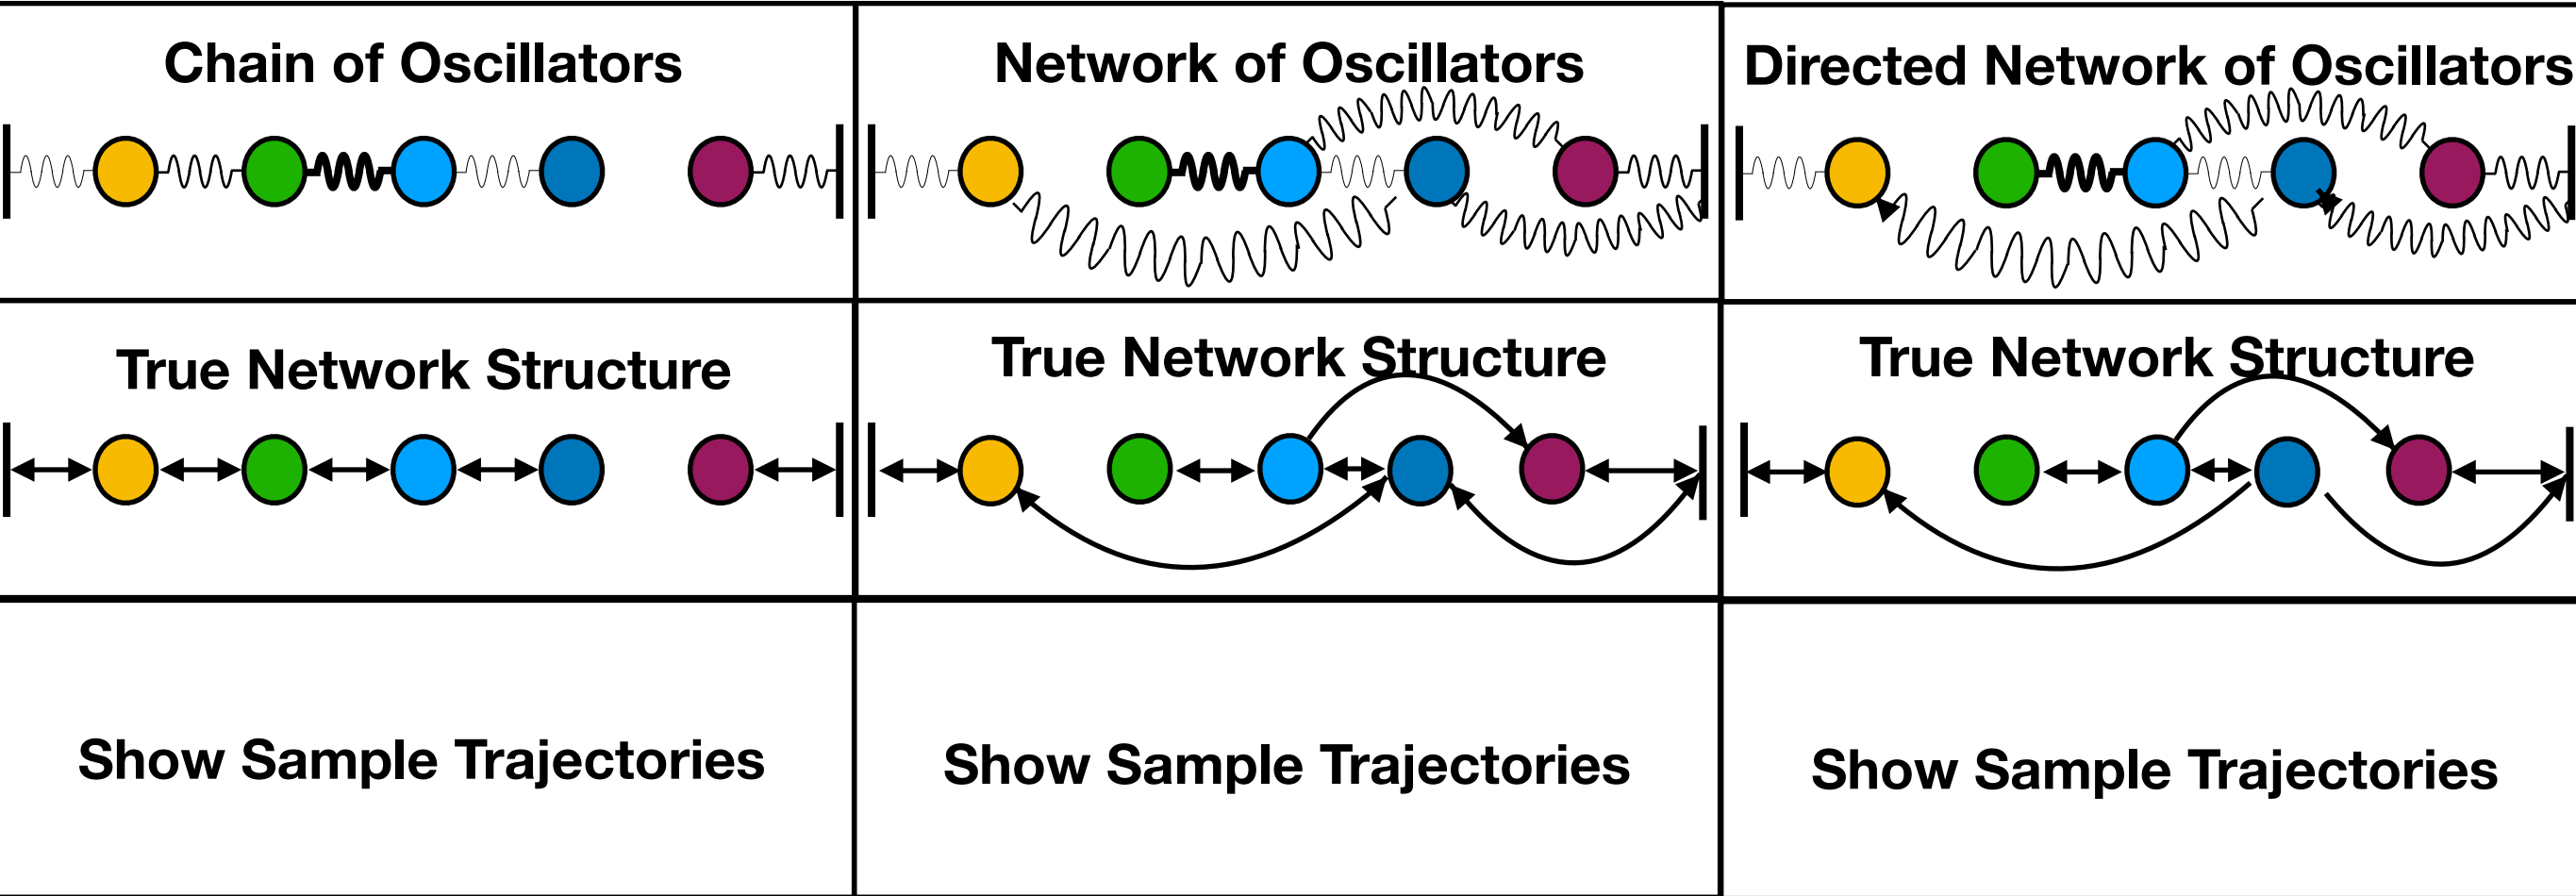 Chain of Oscillators
Network of Oscillators
Directed Network of Oscillators
True Network Structure
True Network Structure
True Network Structure
Show Sample Trajectories
Show Sample Trajectories
Show Sample Trajectories